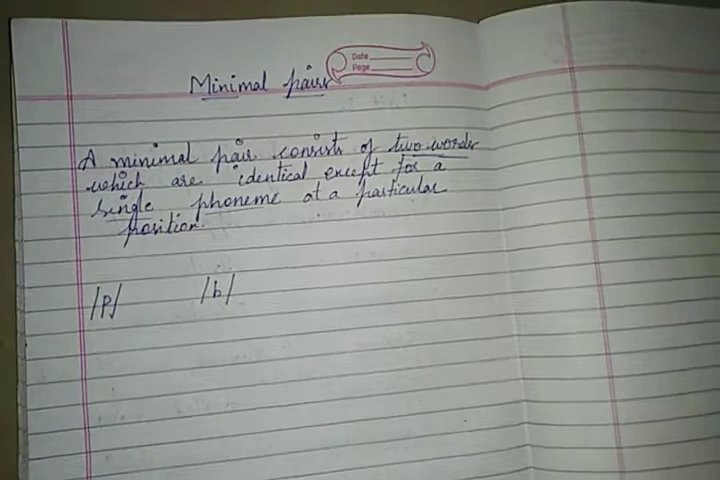 Date
Page
Minimal pairs
A minimal pair consists of two words
which are identical except for a
single phoneme at a particular
position.
/p/ /b/